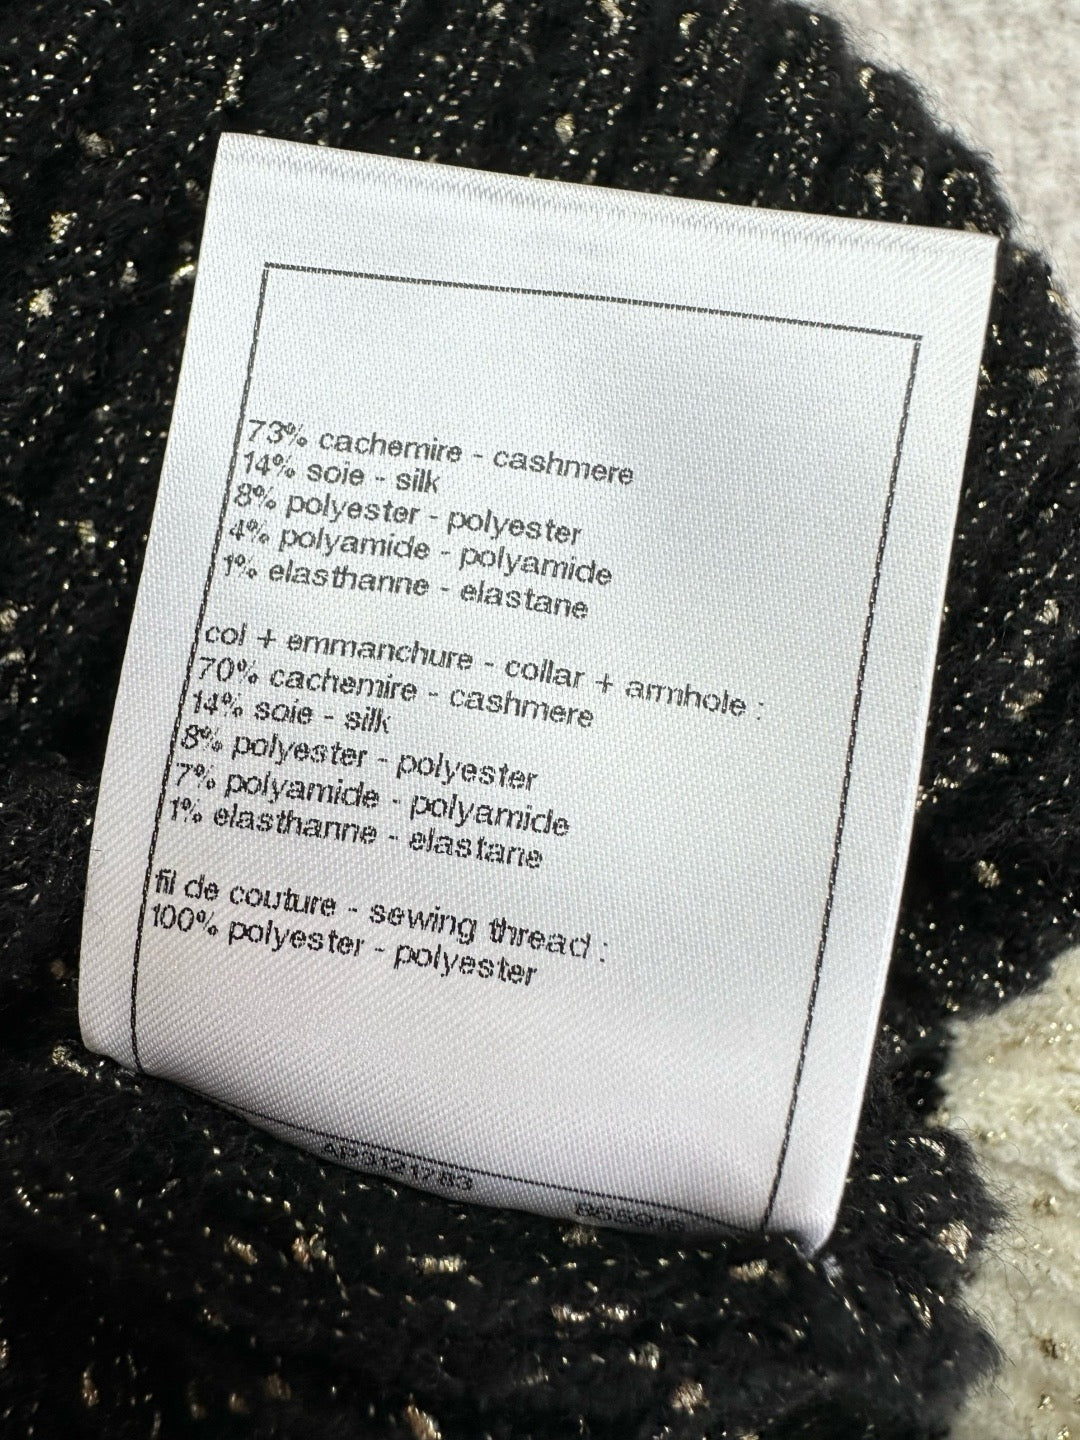 73% cachemire - cashmere
14% soie - silk
8% polyester - polyester
4% polyamide - polyamide
1% elasthanne - elastane
col + emmanchure - collar + armhole :
70% cachemire - cashmere
14% soie - silk
8% polyester - polyester
7% polyamide - polyamide
1% elasthanne - elastane
fil de couture - sewing thread :
100% polyester - polyester